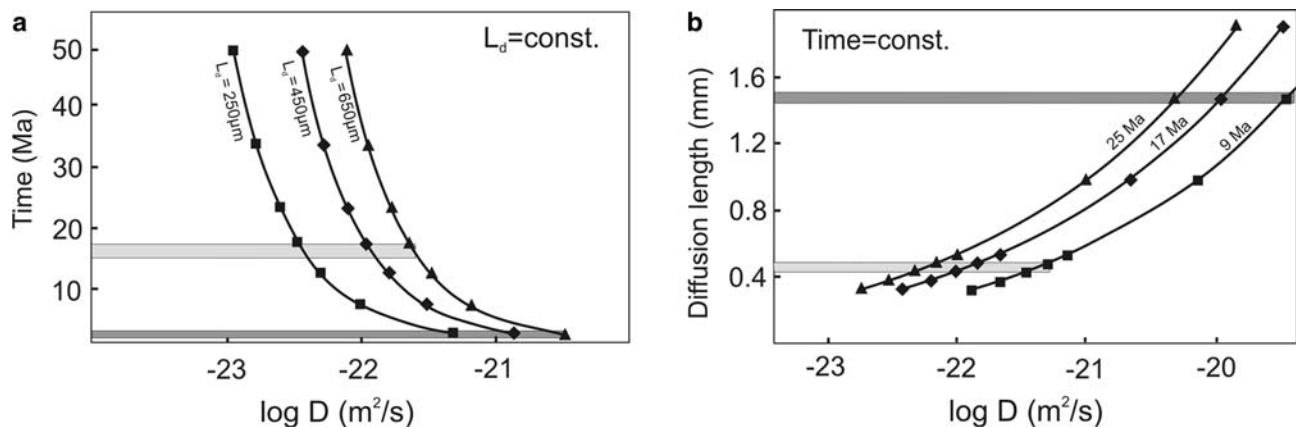 a
L_d=const.
50
40
30
20
10
Time (Ma)
L_d = 250μm
L_d = 450μm
L_d = 650μm
-23
-22
-21
log D (m²/s)
b
Time=const.
1.6
1.2
0.8
0.4
Diffusion length (mm)
25 Ma
17 Ma
9 Ma
-23
-22
-21
-20
log D (m²/s)